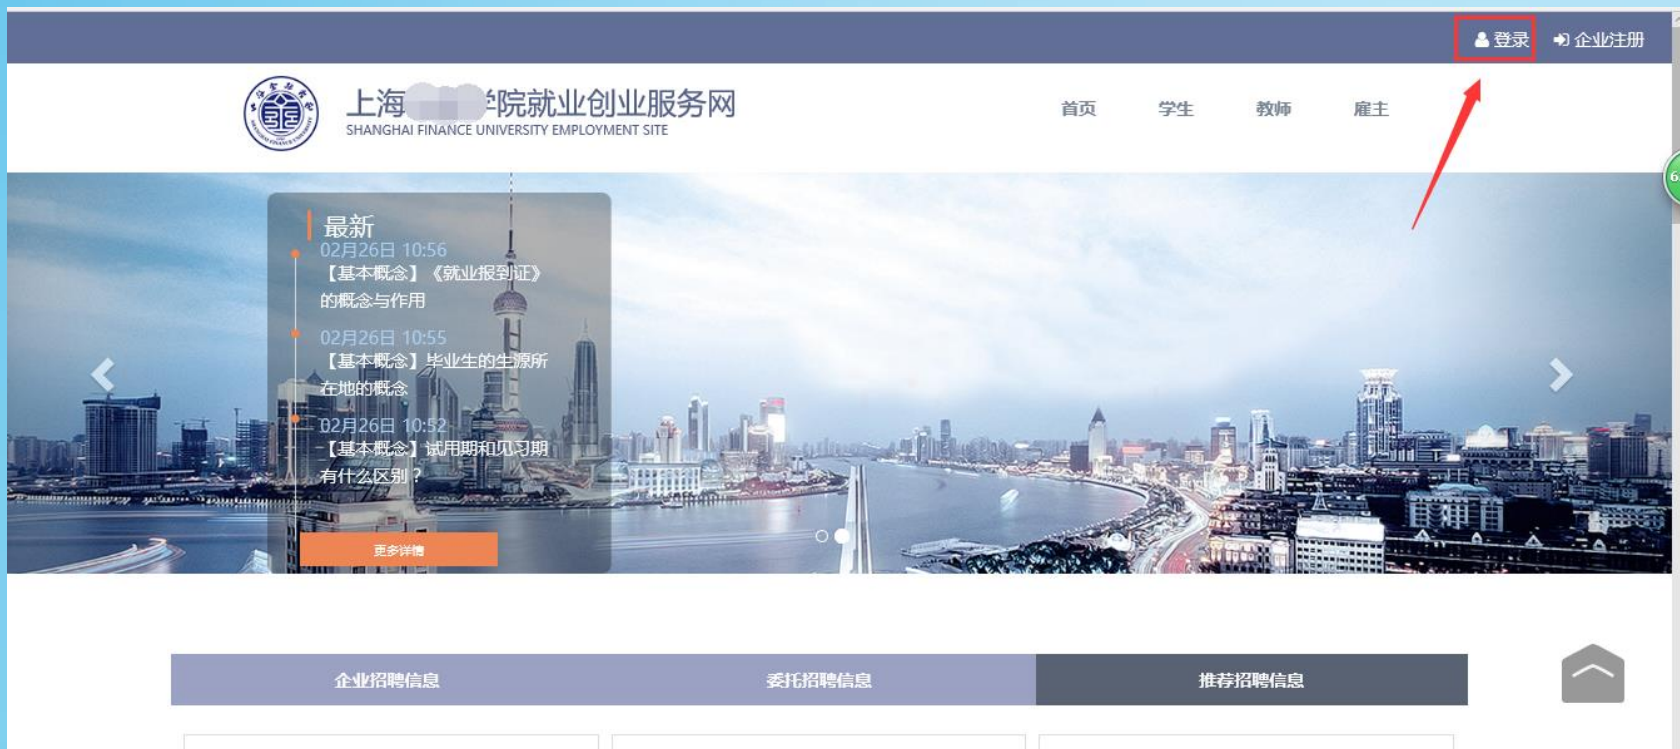 登录 企业注册
上海 学院就业创业服务网
SHANGHAI FINANCE UNIVERSITY EMPLOYMENT SITE
首页 学生 教师 雇主
最新
02月26日 10:56
【基本概念】《就业报到证》
的概念与作用
02月26日 10:55
【基本概念】毕业生的生源所
在地的概念
02月26日 10:52
【基本概念】试用期和见习期
有什么区别？
更多详情
企业招聘信息 委托招聘信息 推荐招聘信息